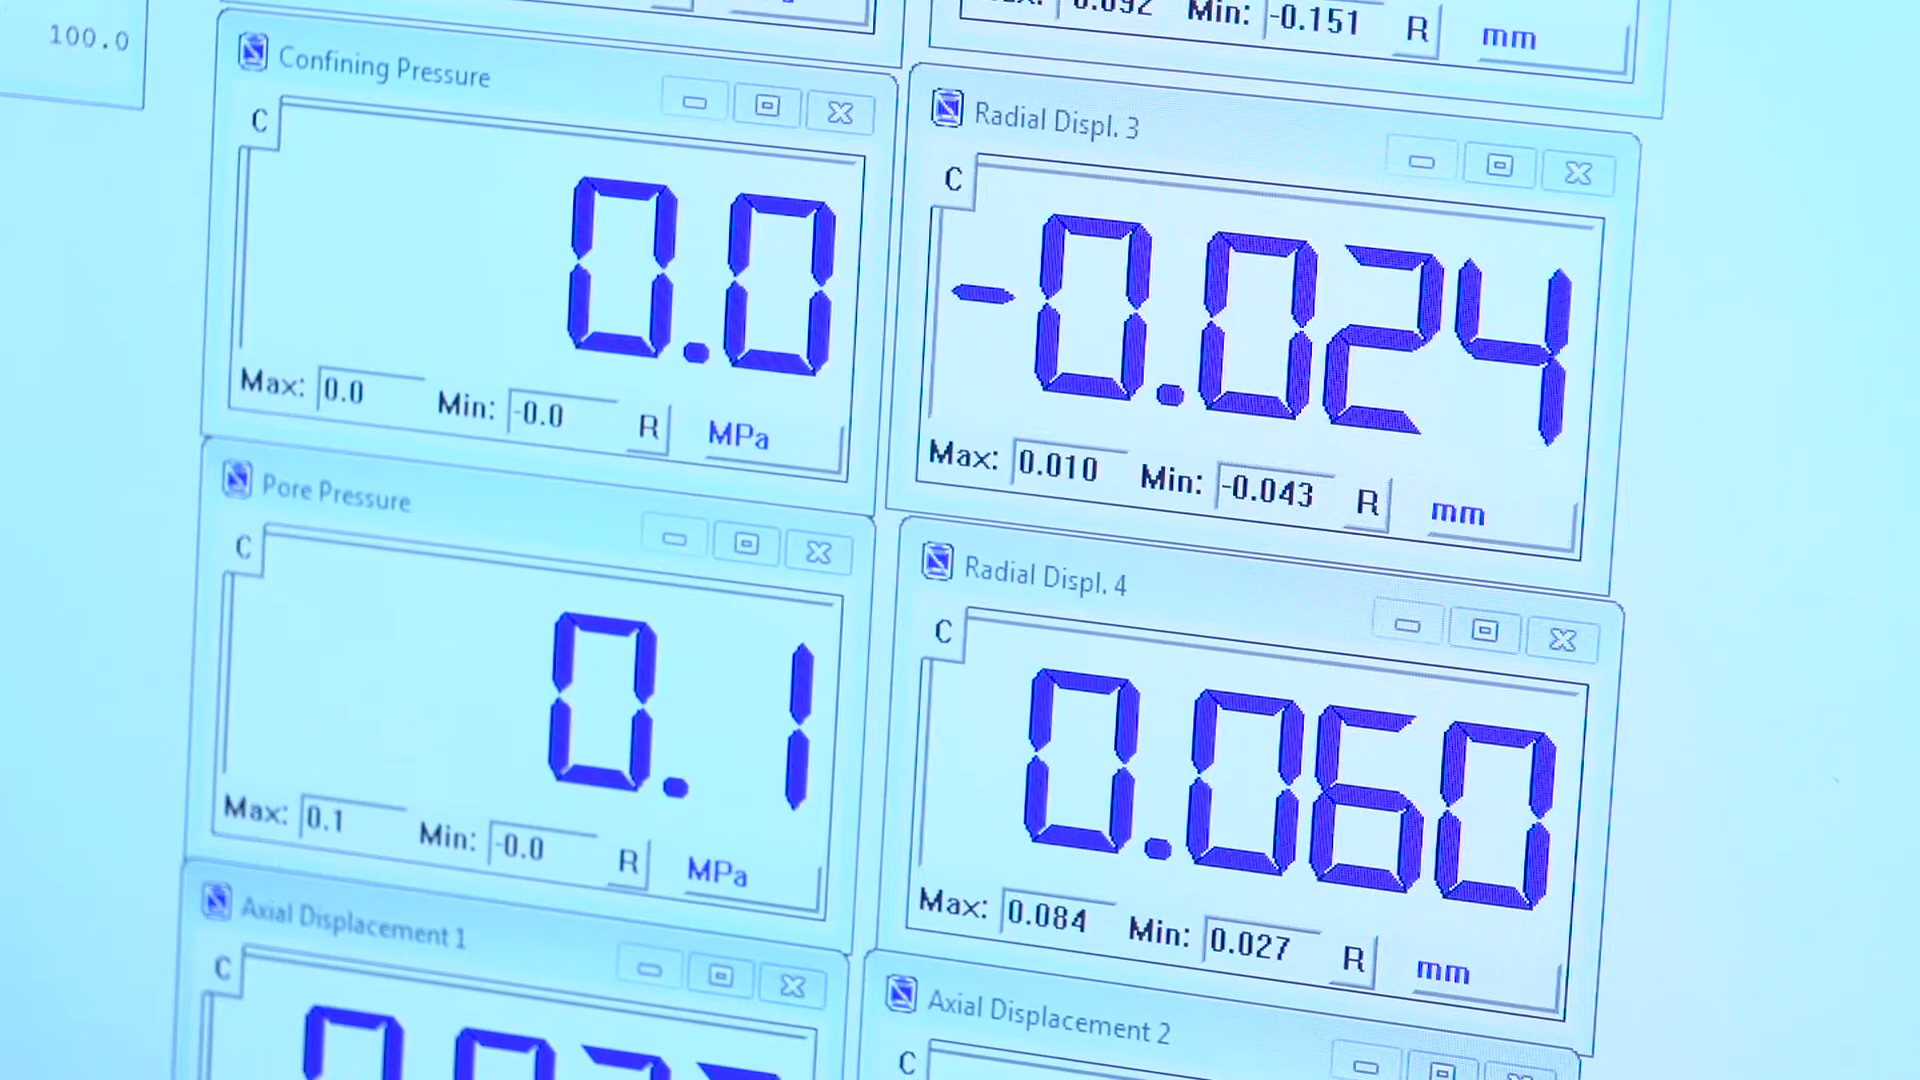 100.0
Min: -0.151 R mm
Confining Pressure
C
0.0
Max: 0.0 Min: -0.0 R MPa
Radial Displ. 3
C
-0.024
Max: 0.010 Min: -0.043 R mm
Pore Pressure
C
0.1
Max: 0.1 Min: -0.0 R MPa
Radial Displ. 4
C
0.060
Max: 0.084 Min: 0.027 R mm
Axial Displacement 1
C
Axial Displacement 2
C